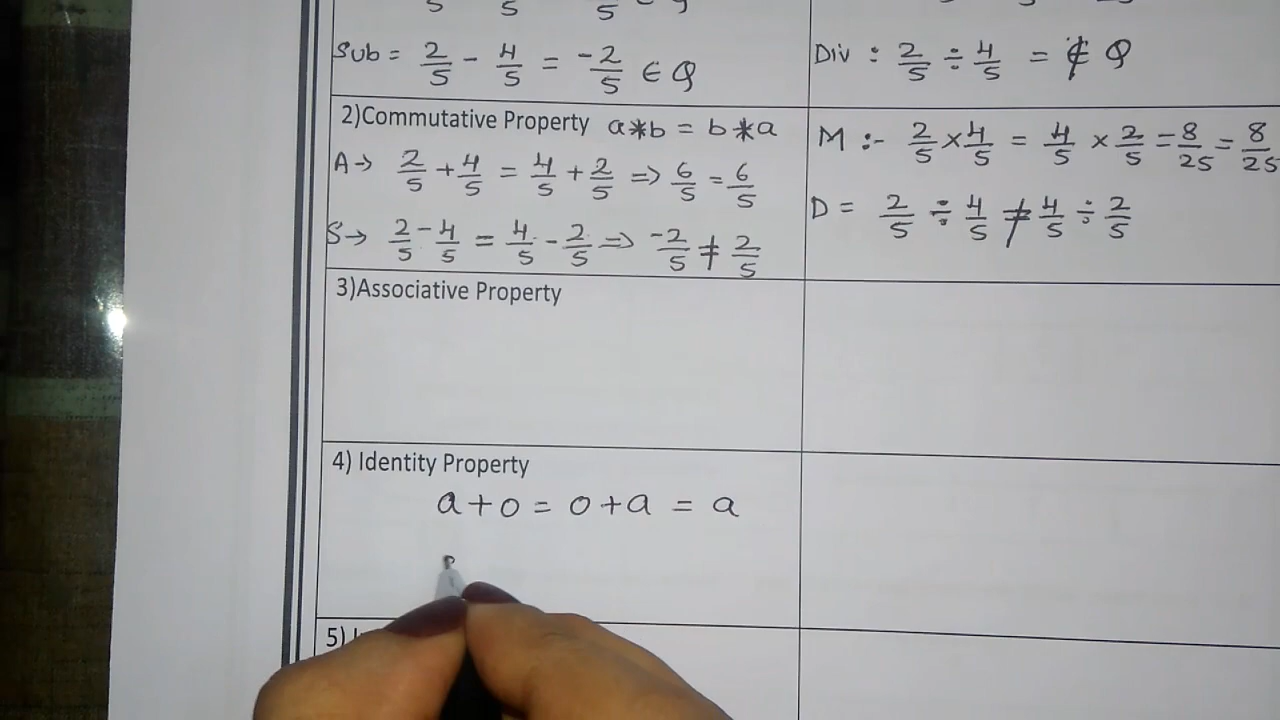 Sub = 2/5 - 4/5 = -2/5 ∈ Q
Div : 2/5 ÷ 4/5 = ∉ Q
2)Commutative Property a*b = b*a
A→ 2/5 + 4/5 = 4/5 + 2/5 => 6/5 = 6/5
S→ 2/5 - 4/5 = 4/5 - 2/5 => -2/5 ≠ 2/5
M :- 2/5 × 4/5 = 4/5 × 2/5 = 8/25 = 8/25
D = 2/5 ÷ 4/5 ≠ 4/5 ÷ 2/5
3)Associative Property
4) Identity Property
a + 0 = 0 + a = a
5)